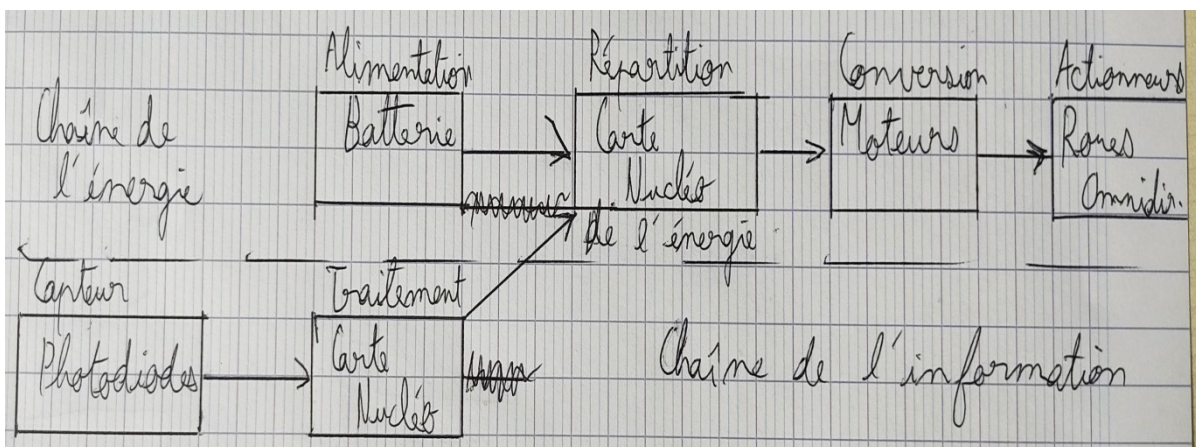 Alimentation
Répartition
Conversion
Actionneurs
Chaîne de
l'énergie
Batterie
Carte
Nucléo
Moteurs
Roues
Omnidir.
de l'énergie
Capteur
Traitement
Photodiodes
Carte
Nucléo
Chaîne de l'information